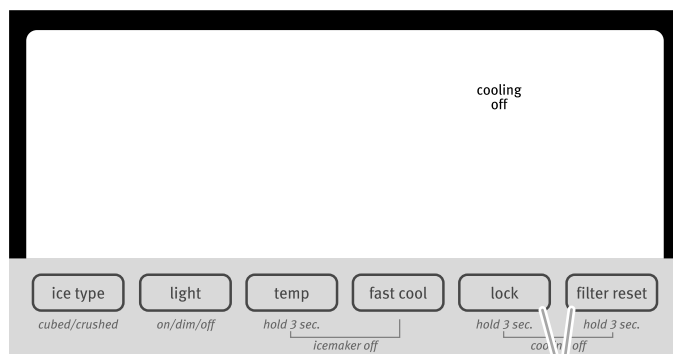 cooling
off
ice type light temp fast cool lock filter reset
cubed/crushed on/dim/off hold 3 sec. hold 3 sec. hold 3 sec.
icemaker off cooling off